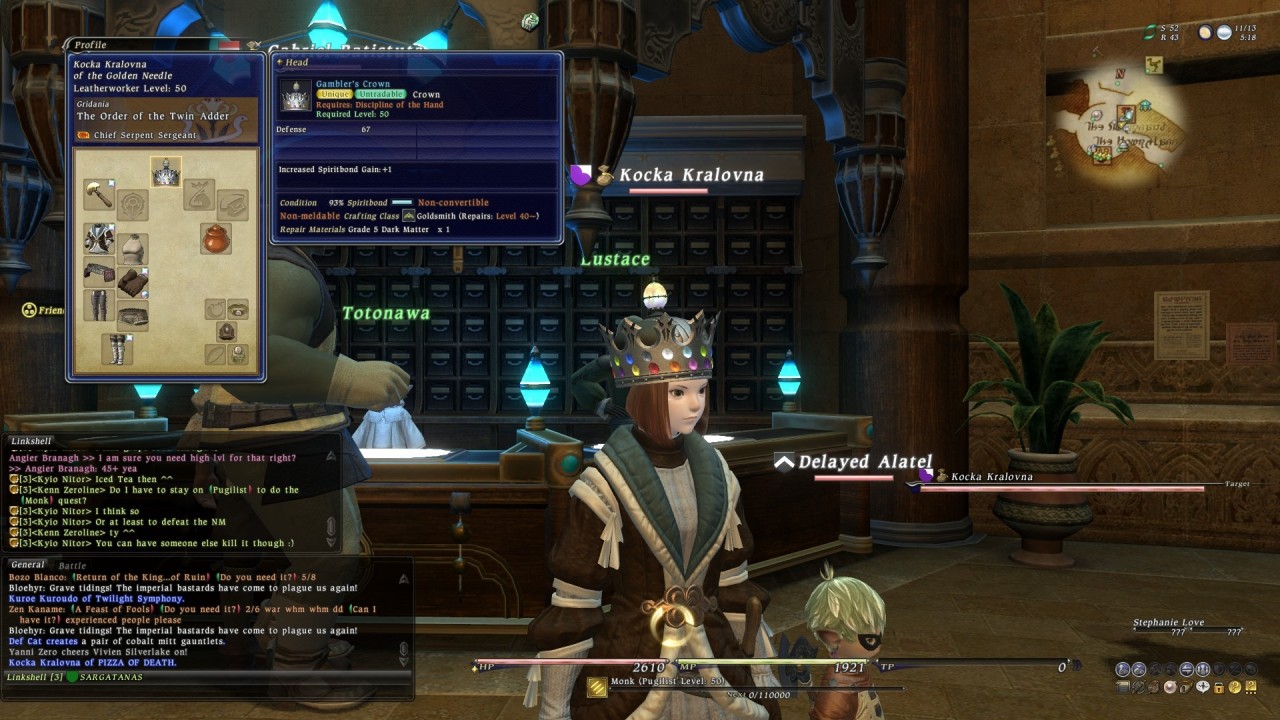 Profile
Kocka Kralovna
of the Golden Needle
Leatherworker Level: 50
Gridania
The Order of the Twin Adder
Chief Serpent Sergeant
Head
Gambler's Crown
Unique Untradable Crown
Requires: Discipline of the Hand
Required Level: 50
Defense 67
Increased Spiritbond Gain:+1
Condition 93% Spiritbond Non-convertible
Non-meldable Crafting Class Goldsmith (Repairs: Level 40~)
Repair Materials Grade 5 Dark Matter x 1
S 52
R 43
11/13
5:18
N
Kocka Kralovna
Lustace
Totonawa
Delayed Alatel
Kocka Kralovna
Target
Linkshell
Angier Branagh >> I am sure you need high lvl for that right?
>> Angier Branagh: 45+ yea
[3]<Kyio Nitor> Iced Tea then ^^
[3]<Kenn Zeroline> Do I have to stay on Pugilist to do the
Monk quest?
[3]<Kyio Nitor> I think so
[3]<Kyio Nitor> Or at least to defeat the NM
[3]<Kenn Zeroline> ty ^^
[3]<Kyio Nitor> You can have someone else kill it though :)
General Battle
Bozo Blanco: Return of the King...of Ruin! Do you need it? 5/8
Bloehyr: Grave tidings! The imperial bastards have come to plague us again!
Kuroe Kuroudo of Twilight Symphony.
Zen Kaname: A Feast of Fools Do you need it? 2/6 war whm whm dd Can I
have it? experienced people please
Bloehyr: Grave tidings! The imperial bastards have come to plague us again!
Def Cat creates a pair of cobalt mitt gauntlets.
Yanni Zero cheers Vivien Silverlake on!
Kocka Kralovna of PIZZA OF DEATH.
Linkshell [3] SARGATANAS
HP 2610 MP 1921 TP 0
Monk (Pugilist Level: 50)
Next 0/110000
Stephanie Love
??? ???